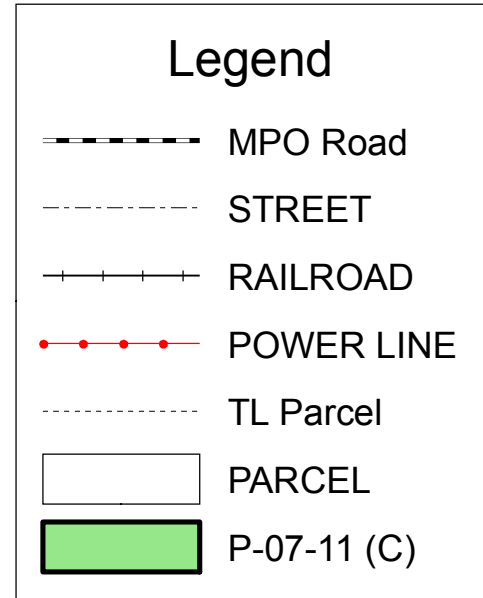 Legend
MPO Road
STREET
RAILROAD
POWER LINE
TL Parcel
PARCEL
P-07-11 (C)